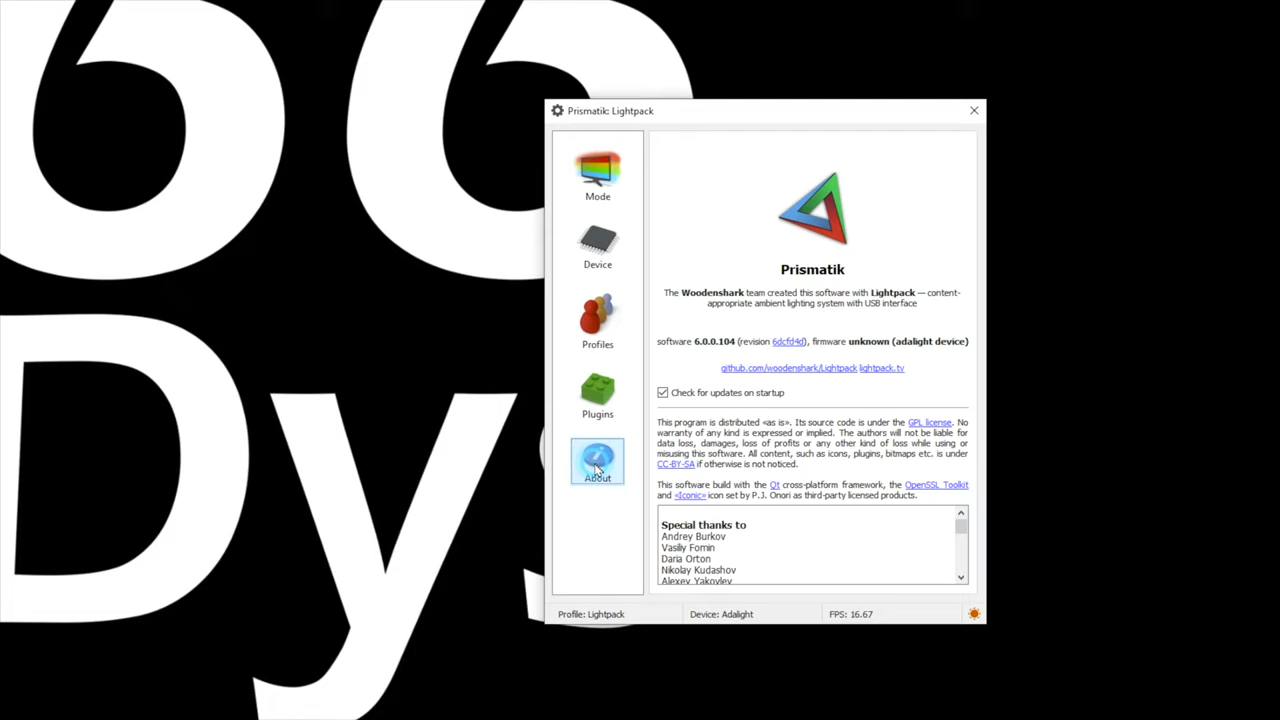 66
Dys
Prismatik: Lightpack
Mode
Device
Profiles
Plugins
About
Prismatik
The Woodenshark team created this software with Lightpack — content-
appropriate ambient lighting system with USB interface
software 6.0.0.104 (revision 6dcfd4d), firmware unknown (adalight device)
github.com/woodenshark/Lightpack lightpack.tv
Check for updates on startup
This program is distributed «as is». Its source code is under the GPL license. No
warranty of any kind is expressed or implied. The authors will not be liable for
data loss, damages, loss of profits or any other kind of loss while using or
misusing this software. All content, such as icons, plugins, bitmaps etc. is under
CC-BY-SA if otherwise is not noticed.
This software build with the Qt cross-platform framework, the OpenSSL Toolkit
and «Iconic» icon set by P.J. Onori as third-party licensed products.
Special thanks to
Andrey Burkov
Vasiliy Fomin
Daria Orton
Nikolay Kudashov
Alexey Yakovlev
Profile: Lightpack
Device: Adalight
FPS: 16.67